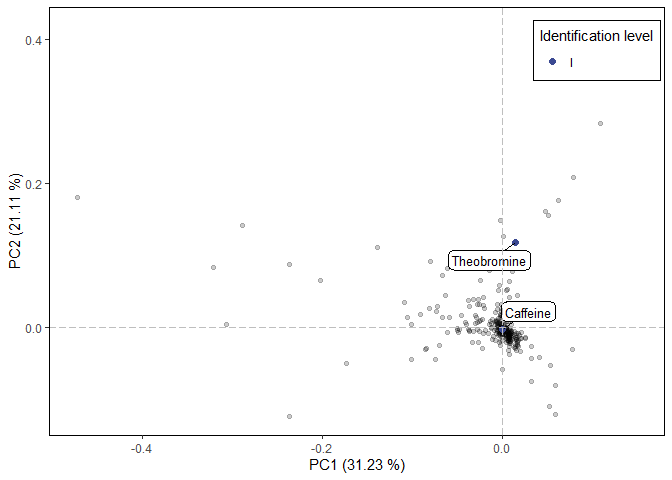 Identification level
I
0.4
0.2
0.0
PC2 (21.11 %)
Theobromine
Caffeine
-0.4
-0.2
0.0
PC1 (31.23 %)